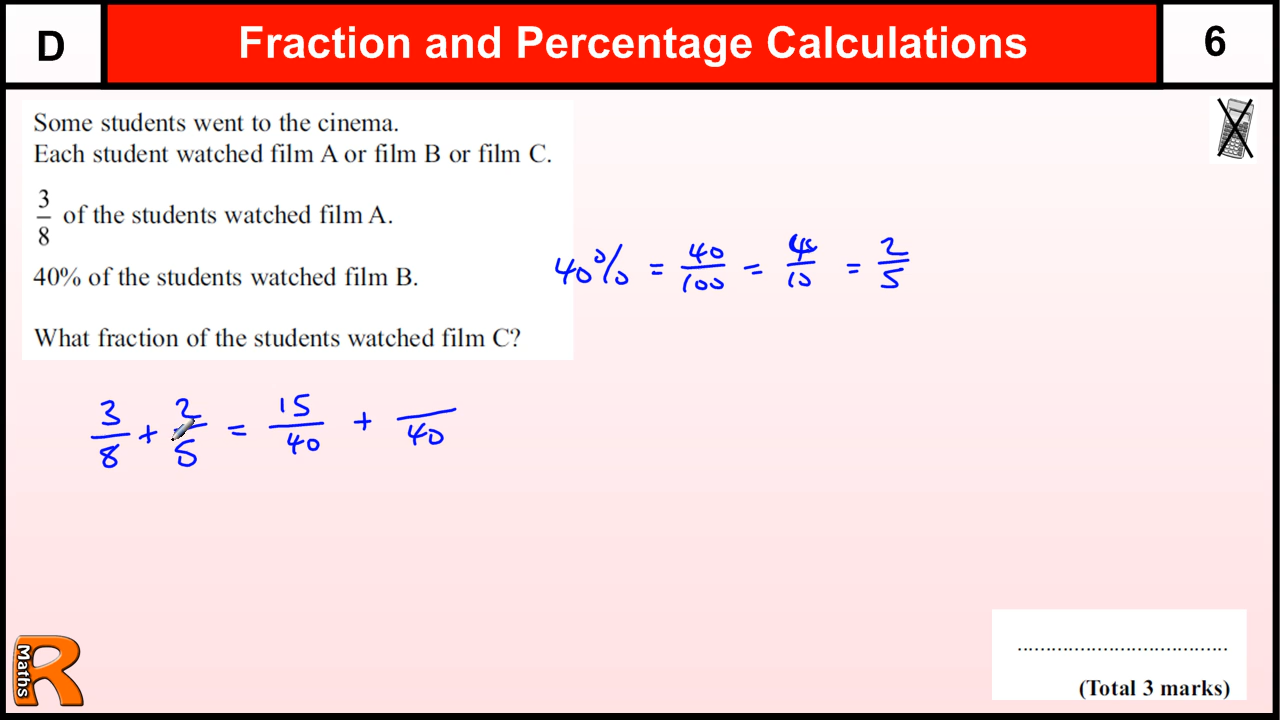 D Fraction and Percentage Calculations 6
Some students went to the cinema.
Each student watched film A or film B or film C.
3/8 of the students watched film A.
40% of the students watched film B.
40% = 40/100 = 4/10 = 2/5
What fraction of the students watched film C?
3/8 + 2/5 = 15/40 + /40
........................................
(Total 3 marks)
R Maths